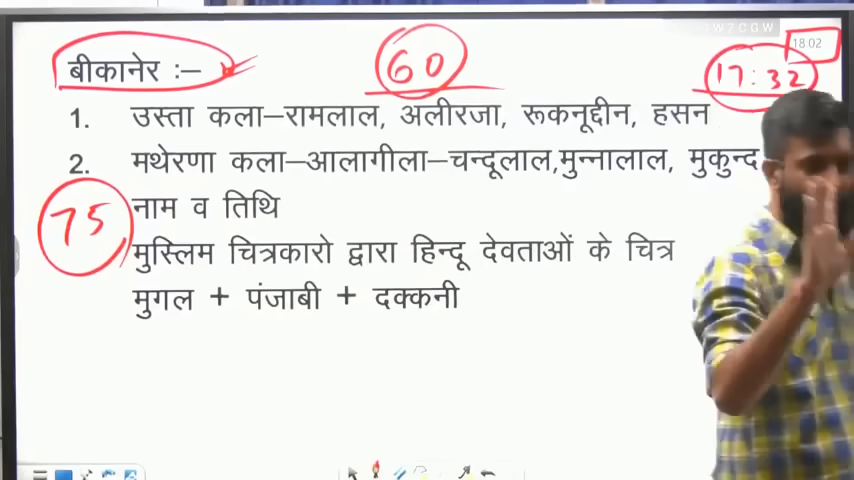 WZCGW
18:02
बीकानेर :–
60
17:32
1. उस्ता कला–रामलाल, अलीरजा, रूकनूद्दीन, हसन
2. मथेरणा कला–आलागीला–चन्दूलाल,मुन्नालाल, मुकुन्द
75
नाम व तिथि
मुस्लिम चित्रकारो द्वारा हिन्दू देवताओं के चित्र
मुगल + पंजाबी + दक्कनी